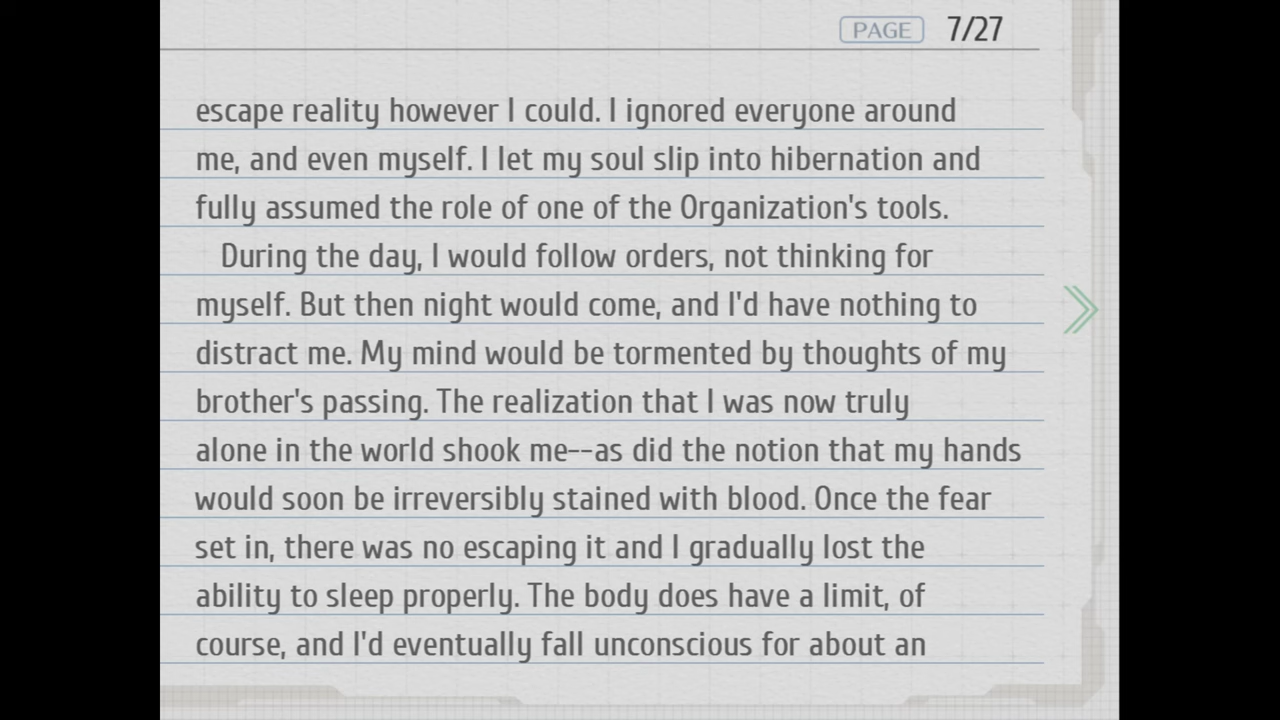 PAGE 7/27
escape reality however I could. I ignored everyone around
me, and even myself. I let my soul slip into hibernation and
fully assumed the role of one of the Organization's tools.
During the day, I would follow orders, not thinking for
myself. But then night would come, and I'd have nothing to
distract me. My mind would be tormented by thoughts of my
brother's passing. The realization that I was now truly
alone in the world shook me--as did the notion that my hands
would soon be irreversibly stained with blood. Once the fear
set in, there was no escaping it and I gradually lost the
ability to sleep properly. The body does have a limit, of
course, and I'd eventually fall unconscious for about an